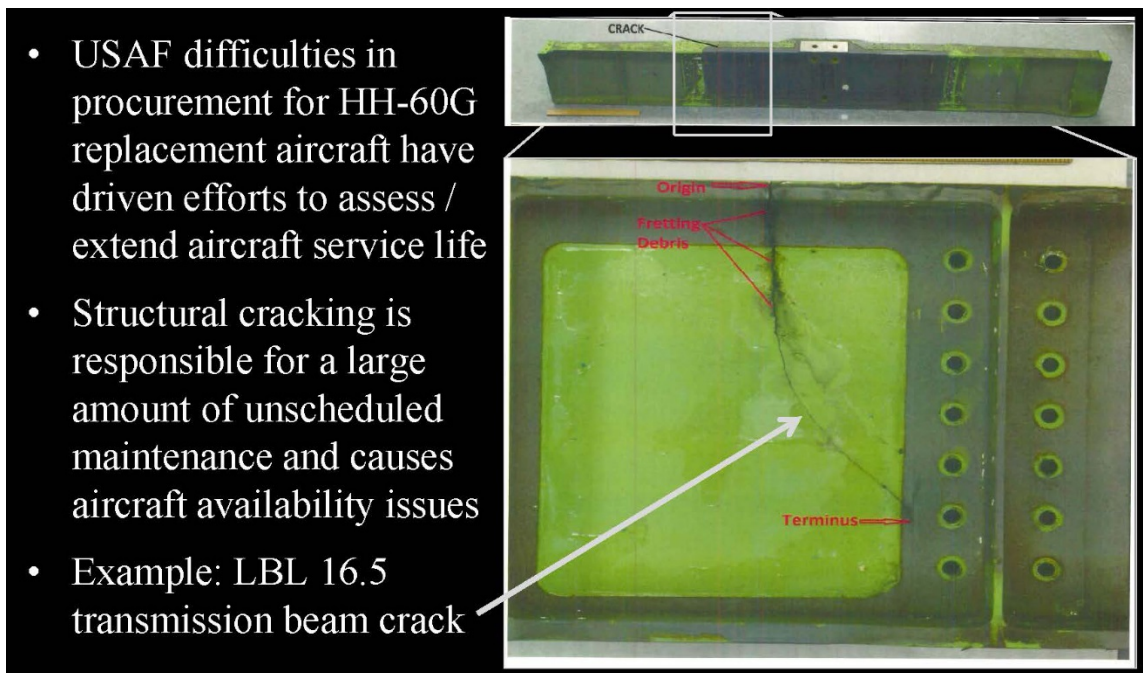 • USAF difficulties in
procurement for HH-60G
replacement aircraft have
driven efforts to assess /
extend aircraft service life
• Structural cracking is
responsible for a large
amount of unscheduled
maintenance and causes
aircraft availability issues
• Example: LBL 16.5
transmission beam crack
CRACK
Origin
Fretting
Debris
Terminus